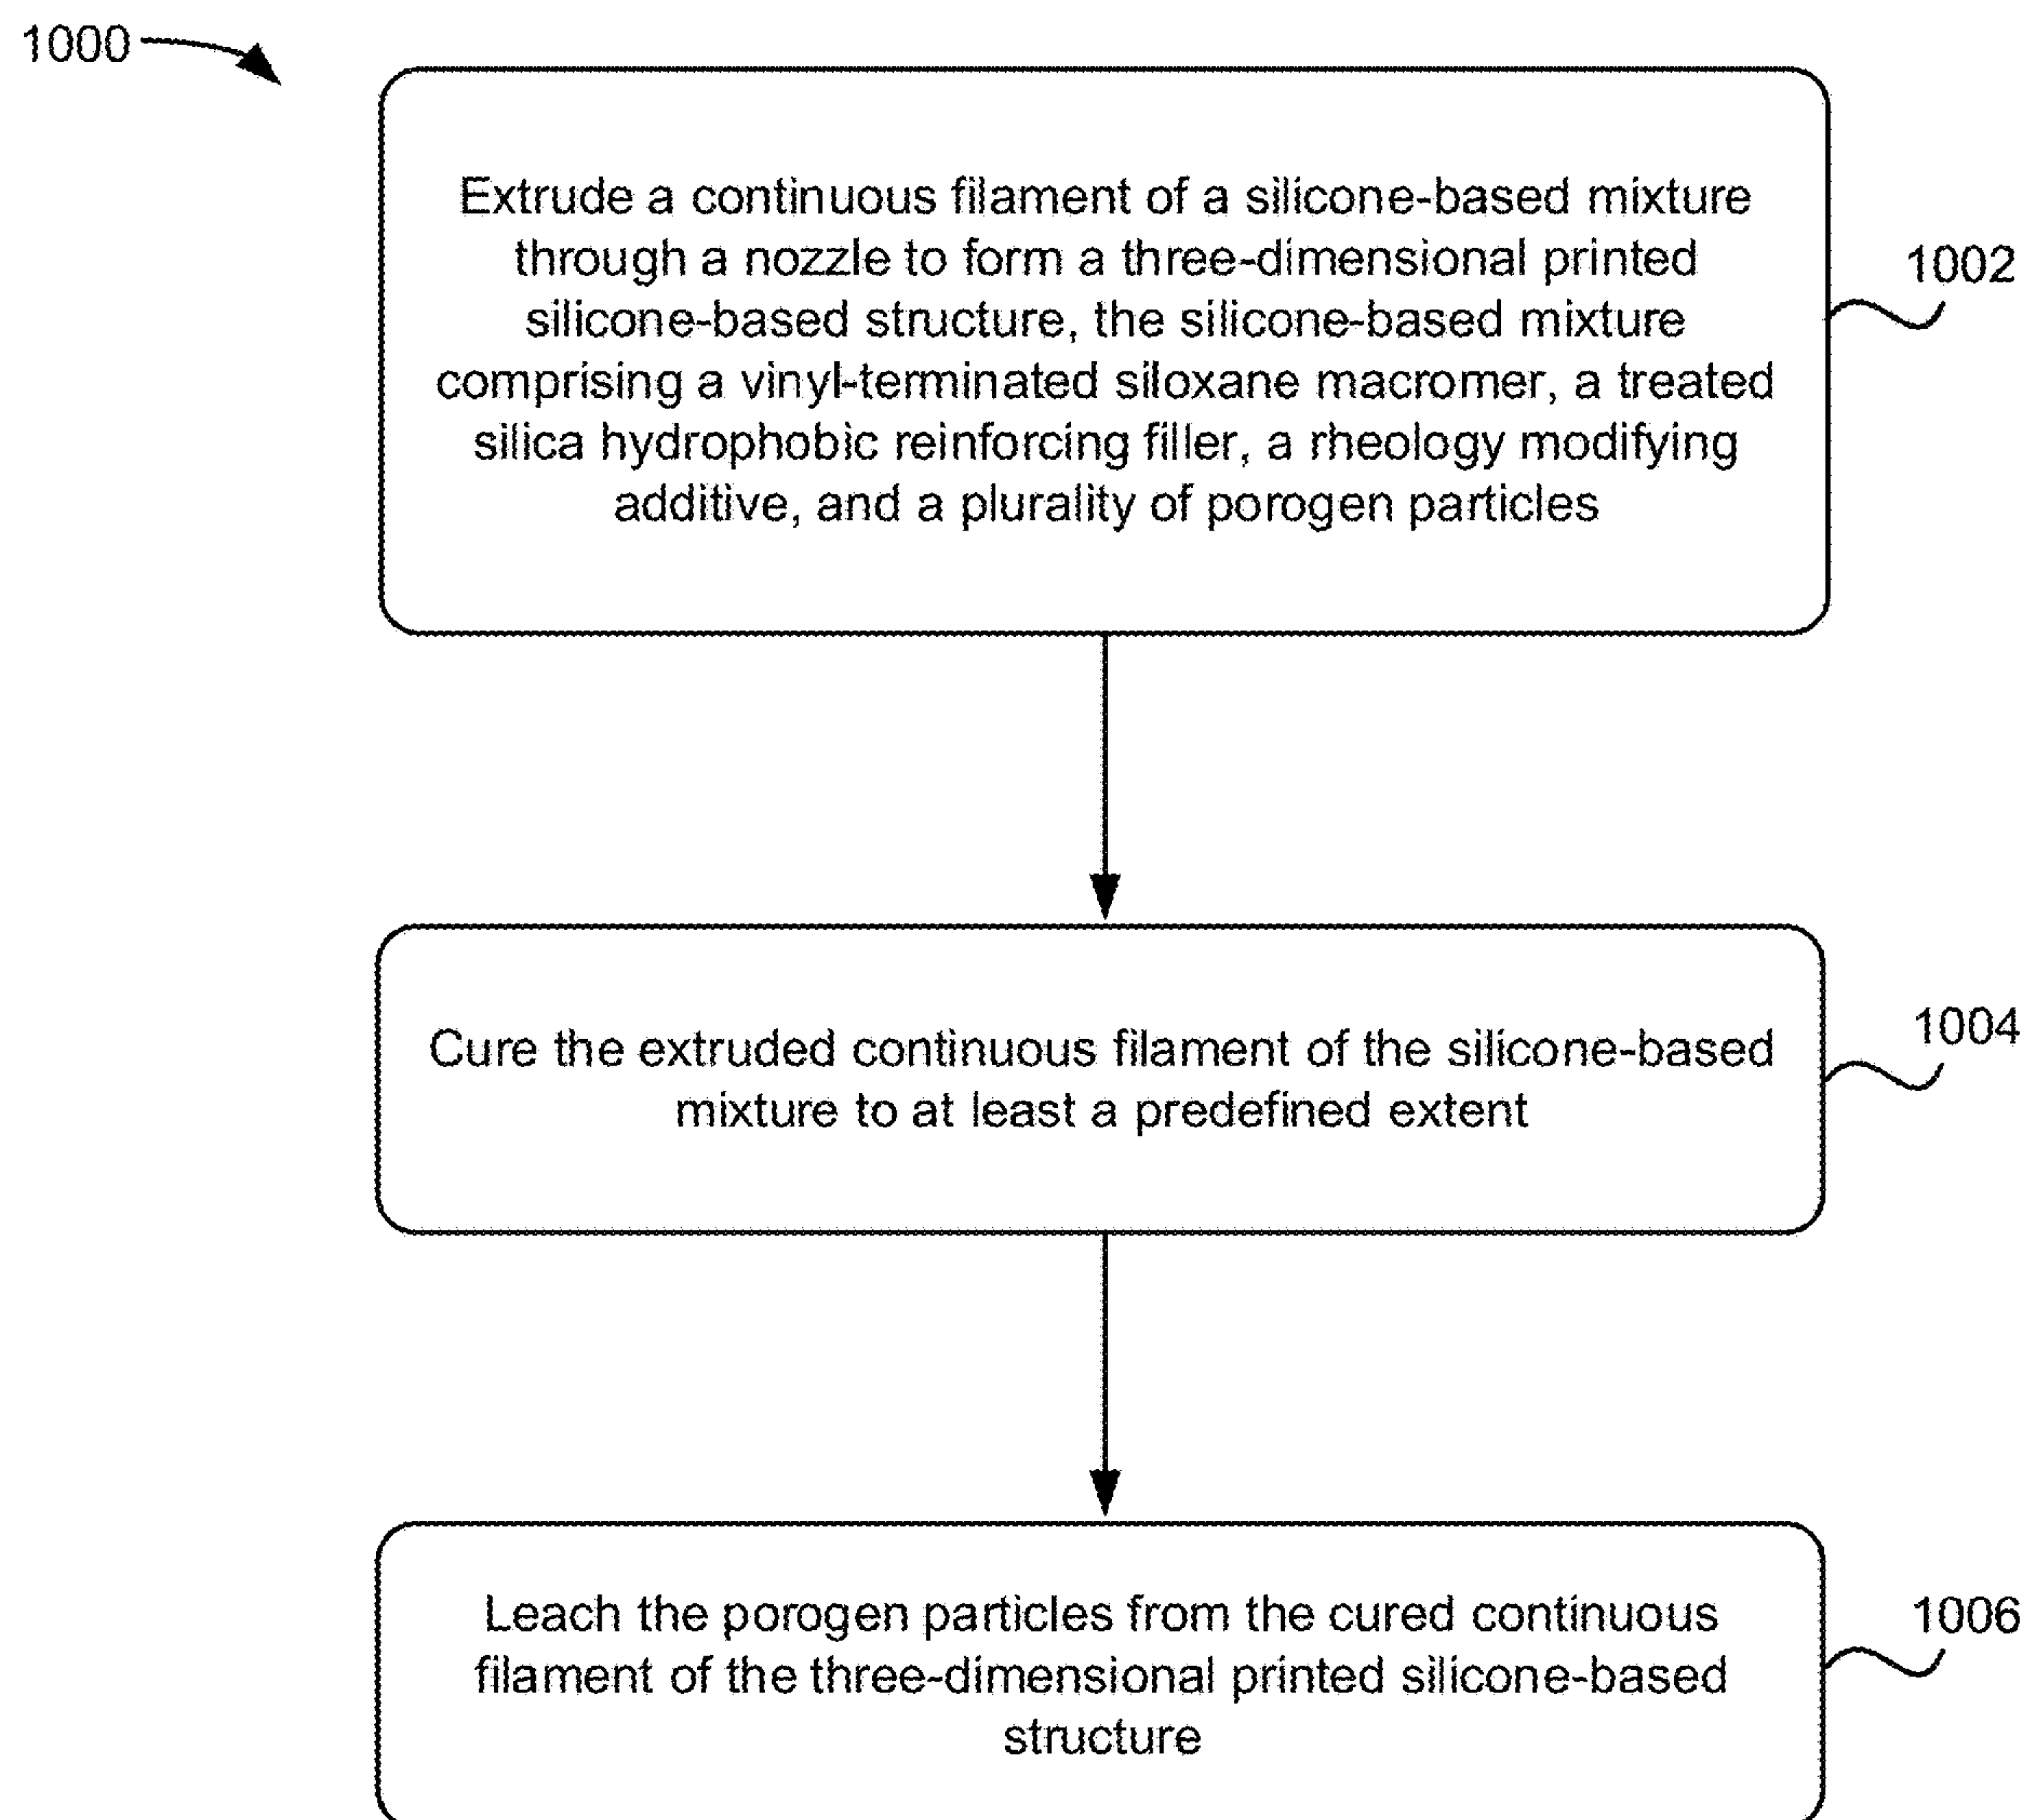 1000
Extrude a continuous filament of a silicone-based mixture
through a nozzle to form a three-dimensional printed
silicone-based structure, the silicone-based mixture
comprising a vinyl-terminated siloxane macromer, a treated
silica hydrophobic reinforcing filler, a rheology modifying
additive, and a plurality of porogen particles
1002
Cure the extruded continuous filament of the silicone-based
mixture to at least a predefined extent
1004
Leach the porogen particles from the cured continuous
filament of the three-dimensional printed silicone-based
structure
1006